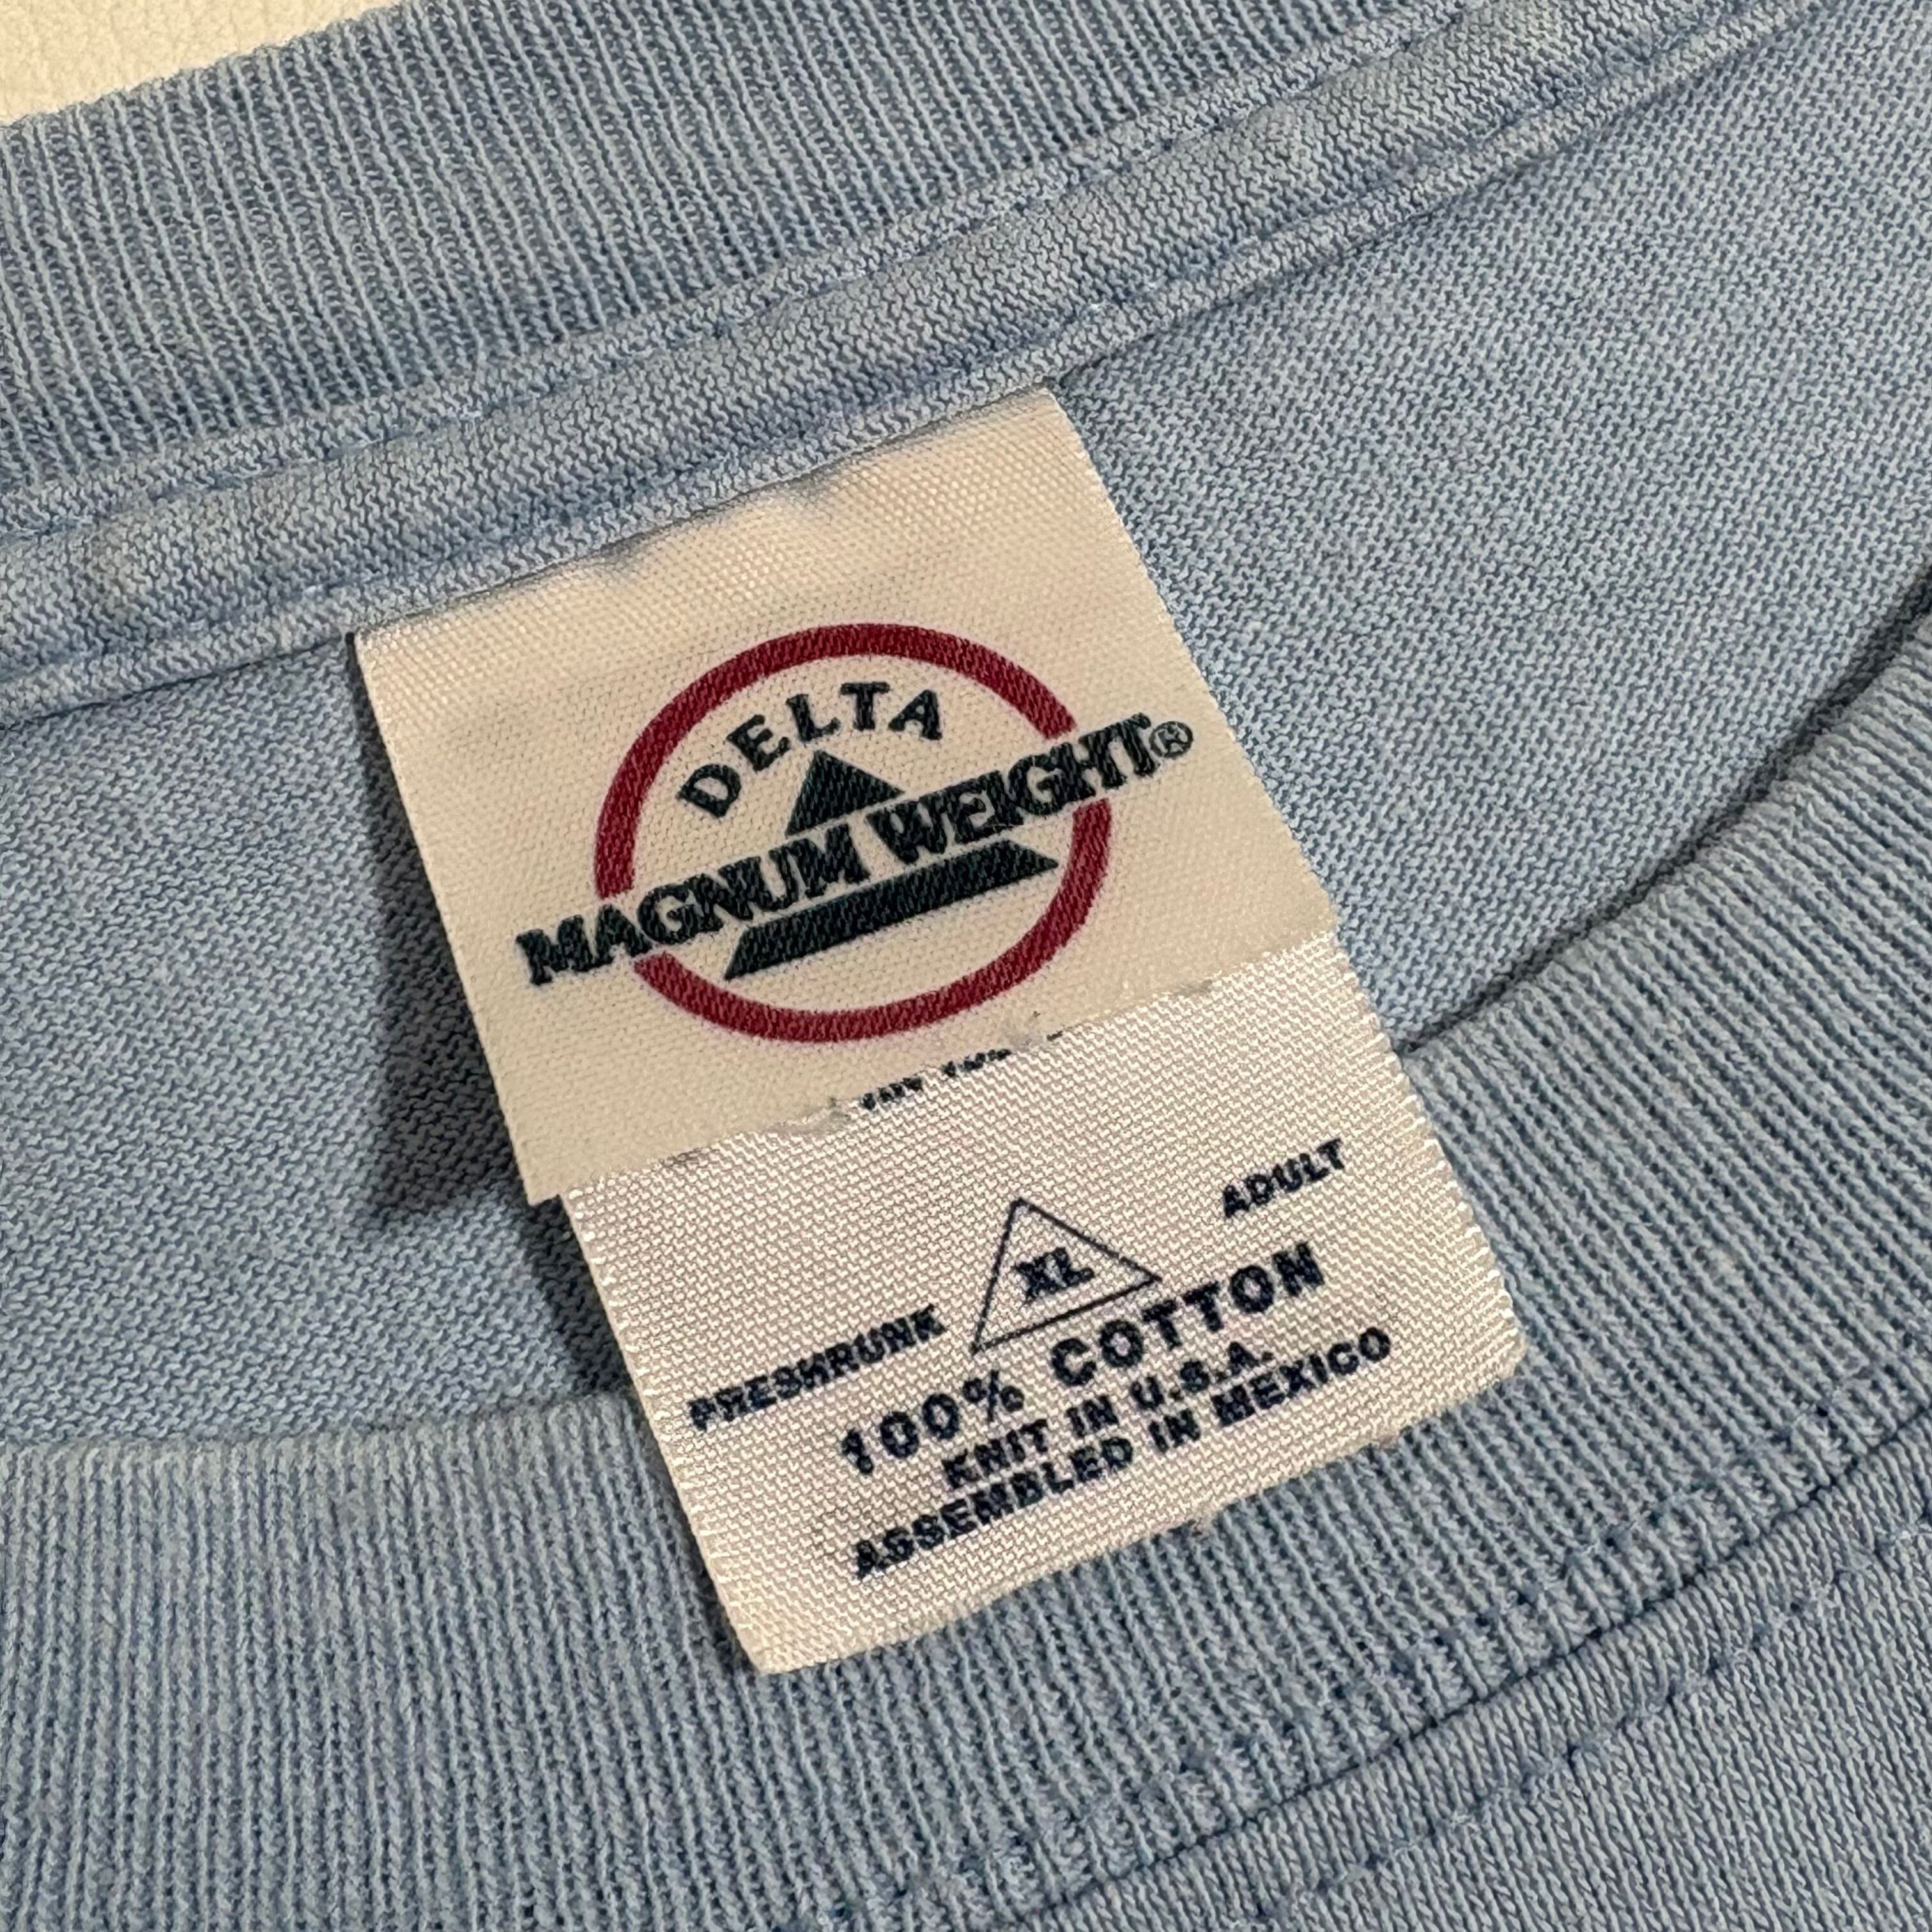 DELTA
MAGNUM WEIGHT®
XL
ADULT
PRESHRUNK
100% COTTON
KNIT IN U.S.A.
ASSEMBLED IN MEXICO